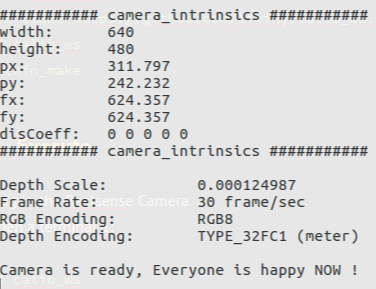 ########### camera_intrinsics ###########
width:      640
height:     480
px:         311.797
py:         242.232
fx:         624.357
fy:         624.357
disCoeff:   0 0 0 0 0
########### camera_intrinsics ###########
Depth Scale:           0.000124987
Frame Rate:            30 frame/sec
RGB Encoding:          RGB8
Depth Encoding:        TYPE_32FC1 (meter)
Camera is ready, Everyone is happy NOW !